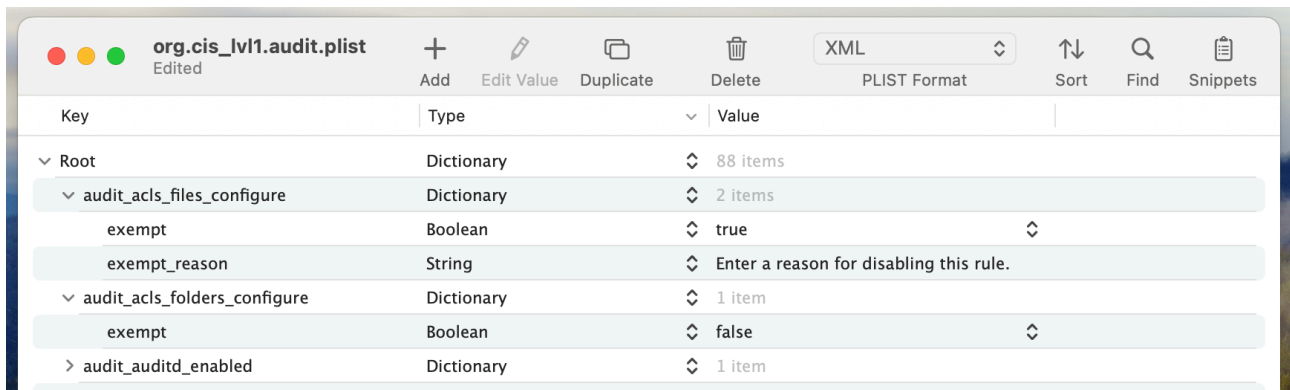 org.cis_lvl1.audit.plist
Edited
Add
Edit Value
Duplicate
Delete
XML
PLIST Format
Sort
Find
Snippets
Key Type Value
Root Dictionary 88 items
audit_acls_files_configure Dictionary 2 items
exempt Boolean true
exempt_reason String Enter a reason for disabling this rule.
audit_acls_folders_configure Dictionary 1 item
exempt Boolean false
audit_auditd_enabled Dictionary 1 item